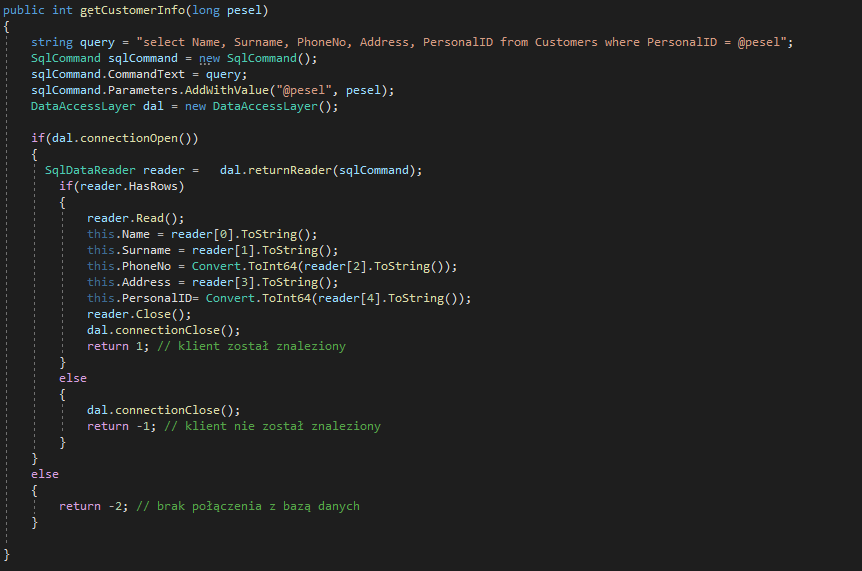 public int getCustomerInfo(long pesel)
{
string query = "select Name, Surname, PhoneNo, Address, PersonalID from Customers where PersonalID = @pesel";
SqlCommand sqlCommand = new SqlCommand();
sqlCommand.CommandText = query;
sqlCommand.Parameters.AddWithValue("@pesel", pesel);
DataAccessLayer dal = new DataAccessLayer();
if(dal.connectionOpen())
{
SqlDataReader reader =   dal.returnReader(sqlCommand);
if(reader.HasRows)
{
reader.Read();
this.Name = reader[0].ToString();
this.Surname = reader[1].ToString();
this.PhoneNo = Convert.ToInt64(reader[2].ToString());
this.Address = reader[3].ToString();
this.PersonalID= Convert.ToInt64(reader[4].ToString());
reader.Close();
dal.connectionClose();
return 1; // klient został znaleziony
}
else
{
dal.connectionClose();
return -1; // klient nie został znaleziony
}
}
else
{
return -2; // brak połączenia z bazą danych
}
}